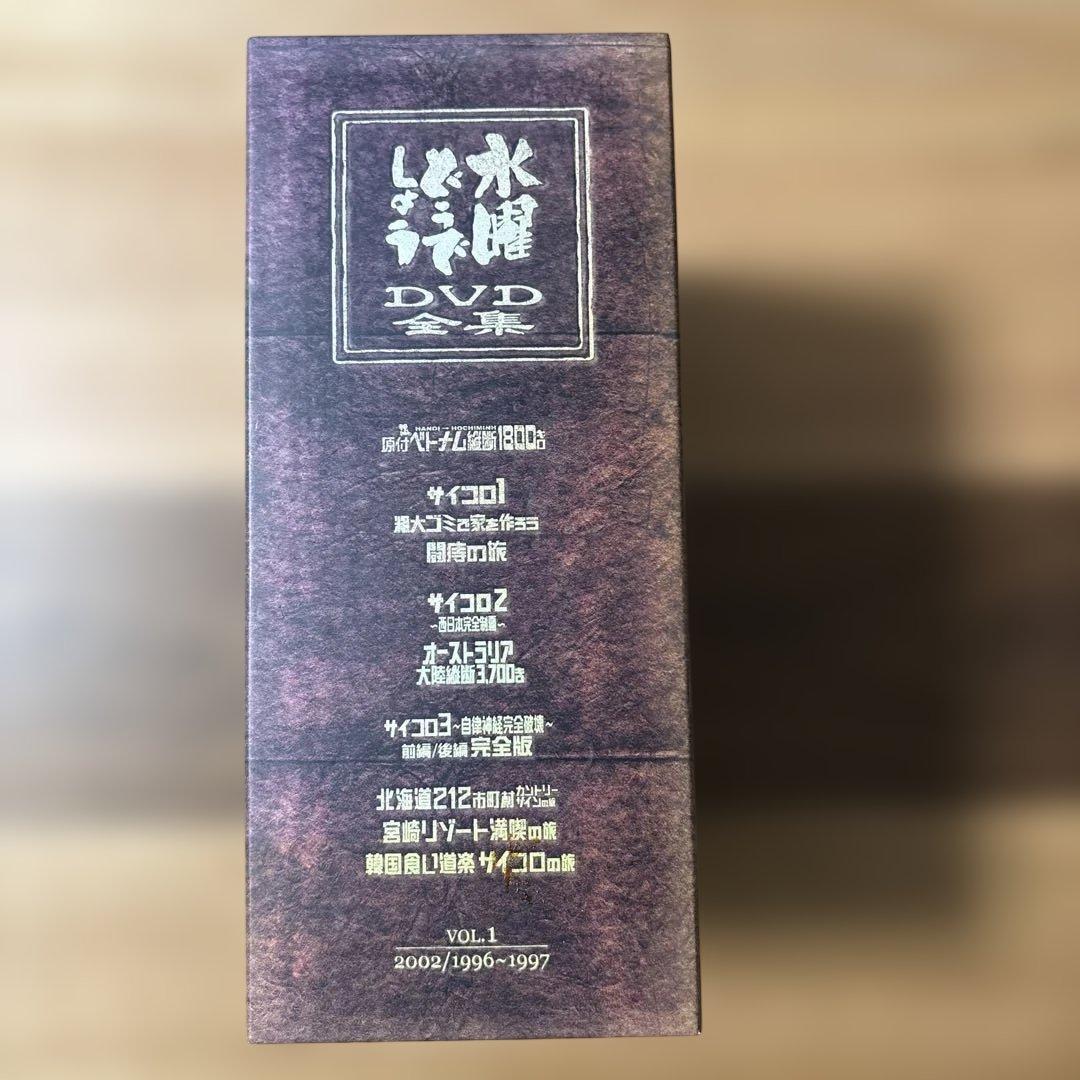 水曜
どうで
しょう
DVD
全集
HANOI → HOCHIMINH
原付ベトナム縦断1800キロ
サイコロ1
粗大ゴミで家を作ろう
闘痔の旅
サイコロ2
~西日本完全制覇~
オーストラリア
大陸縦断3,700キロ
サイコロ3~自律神経完全破壊~
前編/後編 完全版
北海道212市町村カントリーサインの旅
宮崎リゾート満喫の旅
韓国食い道楽サイコロの旅
VOL.1
2002/1996~1997